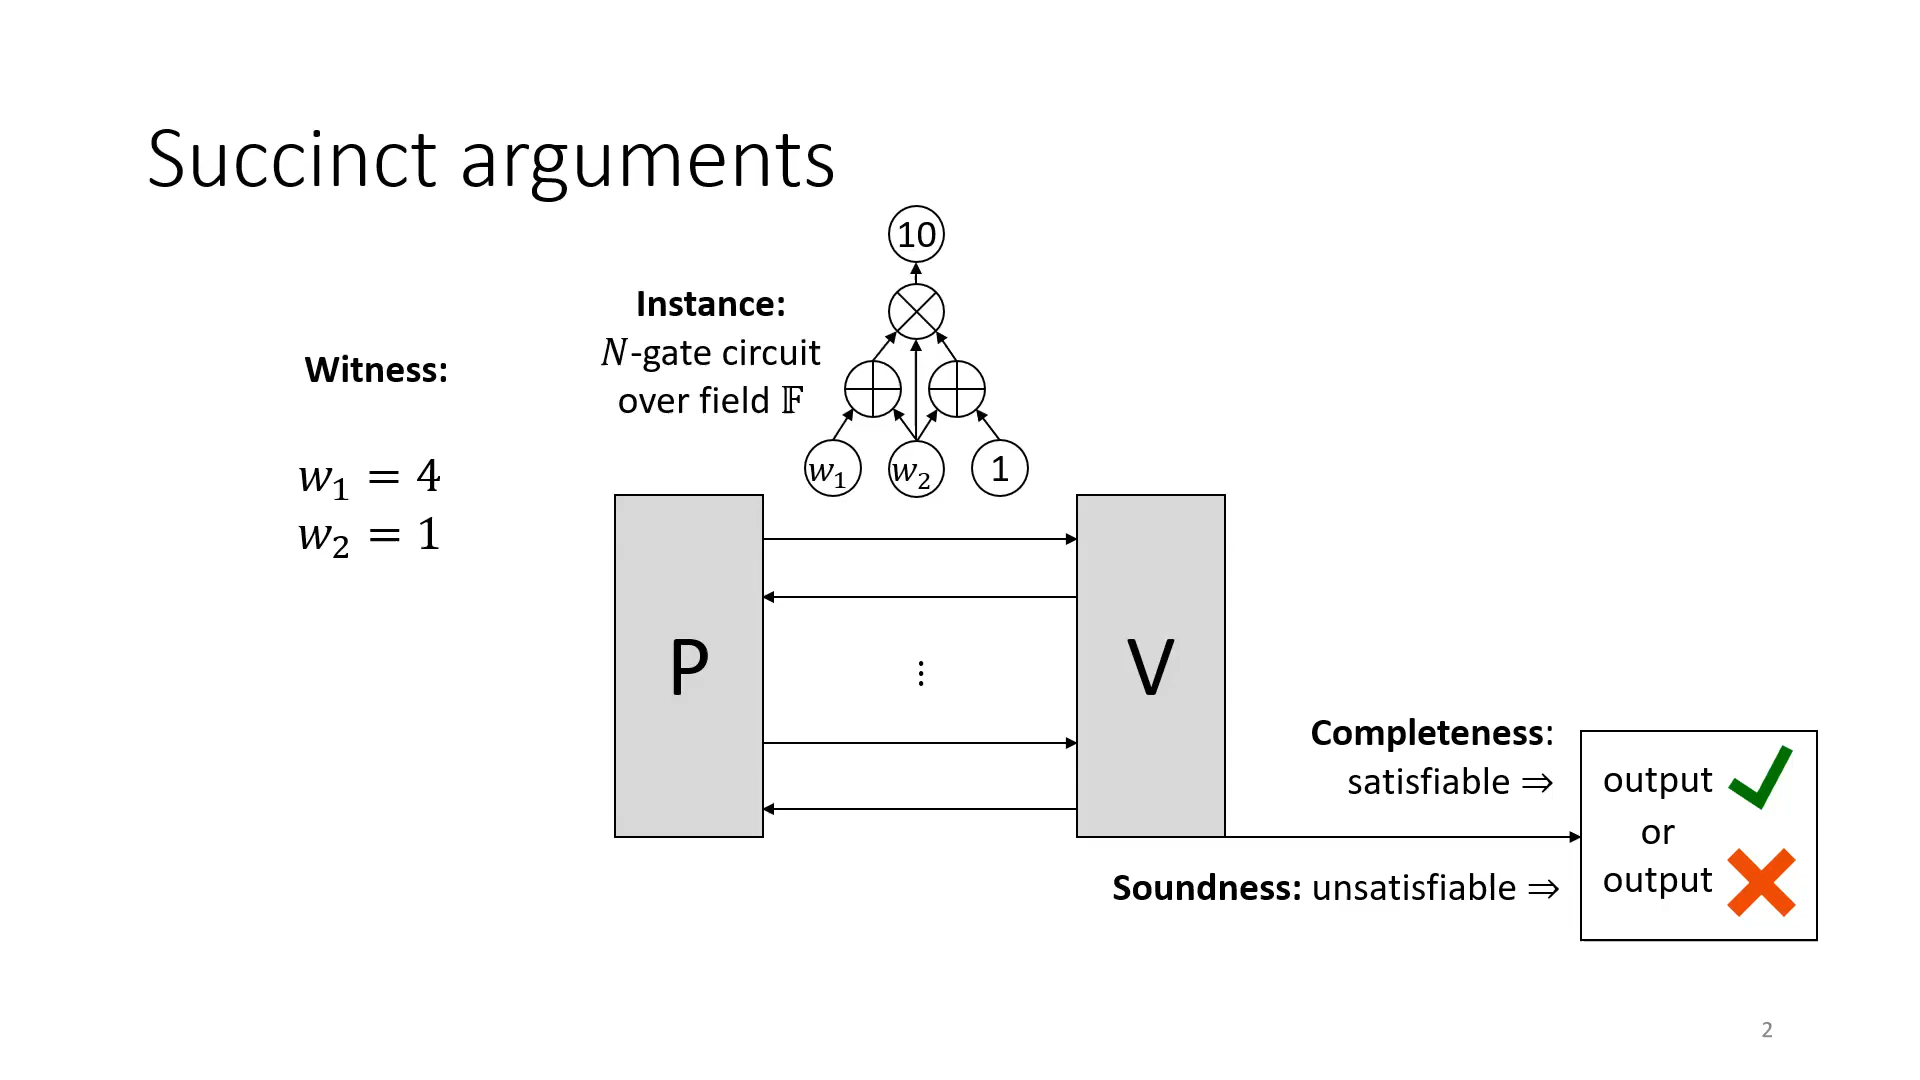 Succinct arguments
10
Instance:
N-gate circuit
over field 𝔽
Witness:
w₁ = 4
w₂ = 1
w₁ w₂ 1
P
⋮
V
Completeness:
satisfiable ⇒
output
or
output
Soundness: unsatisfiable ⇒
2